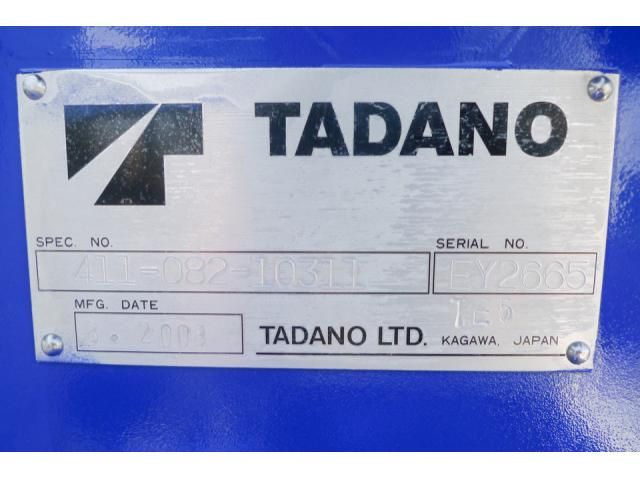 TADANO
SPEC. NO.
SERIAL NO.
411-082-10311
EY2665
MFG. DATE
TADANO LTD. KAGAWA, JAPAN